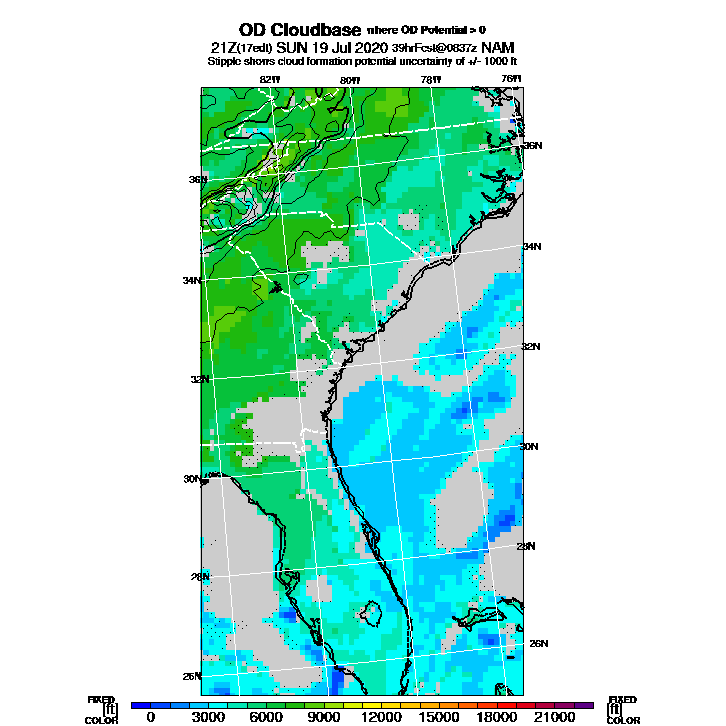 OD Cloudbase where OD Potential > 0
21Z(17edt) SUN 19 Jul 2020 39hrFcst@0837z NAM
Stipple shows cloud formation potential uncertainty of +/- 1000 ft
82W 80W 78W 76W
36N 36N
34N 34N
32N 32N
30N 30N
28N 28N
26N 26N
FIXED FIXED
[ft] [ft]
COLOR COLOR
0 3000 6000 9000 12000 15000 18000 21000